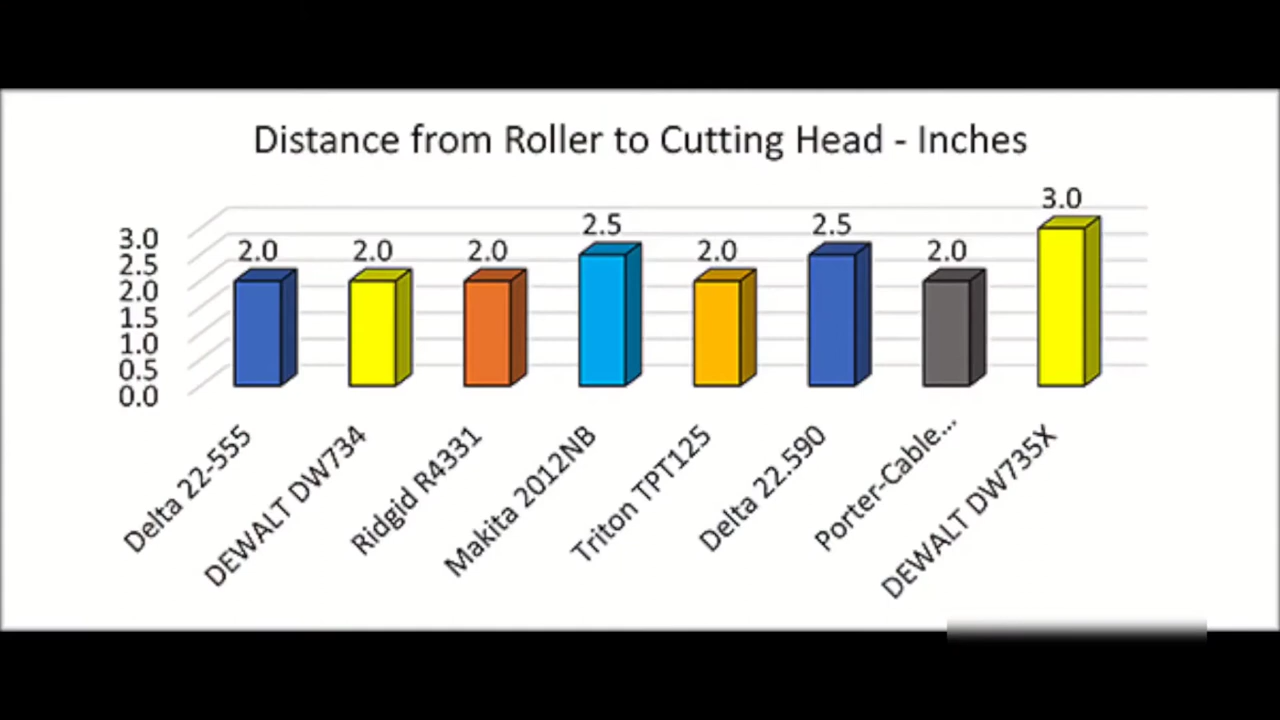 Distance from Roller to Cutting Head - Inches
3.0
2.5
2.0
1.5
1.0
0.5
0.0
2.0
2.0
2.0
2.5
2.0
2.5
2.0
3.0
Delta 22-555
DEWALT DW734
Ridgid R4331
Makita 2012NB
Triton TPT125
Delta 22.590
Porter-Cable...
DEWALT DW735X